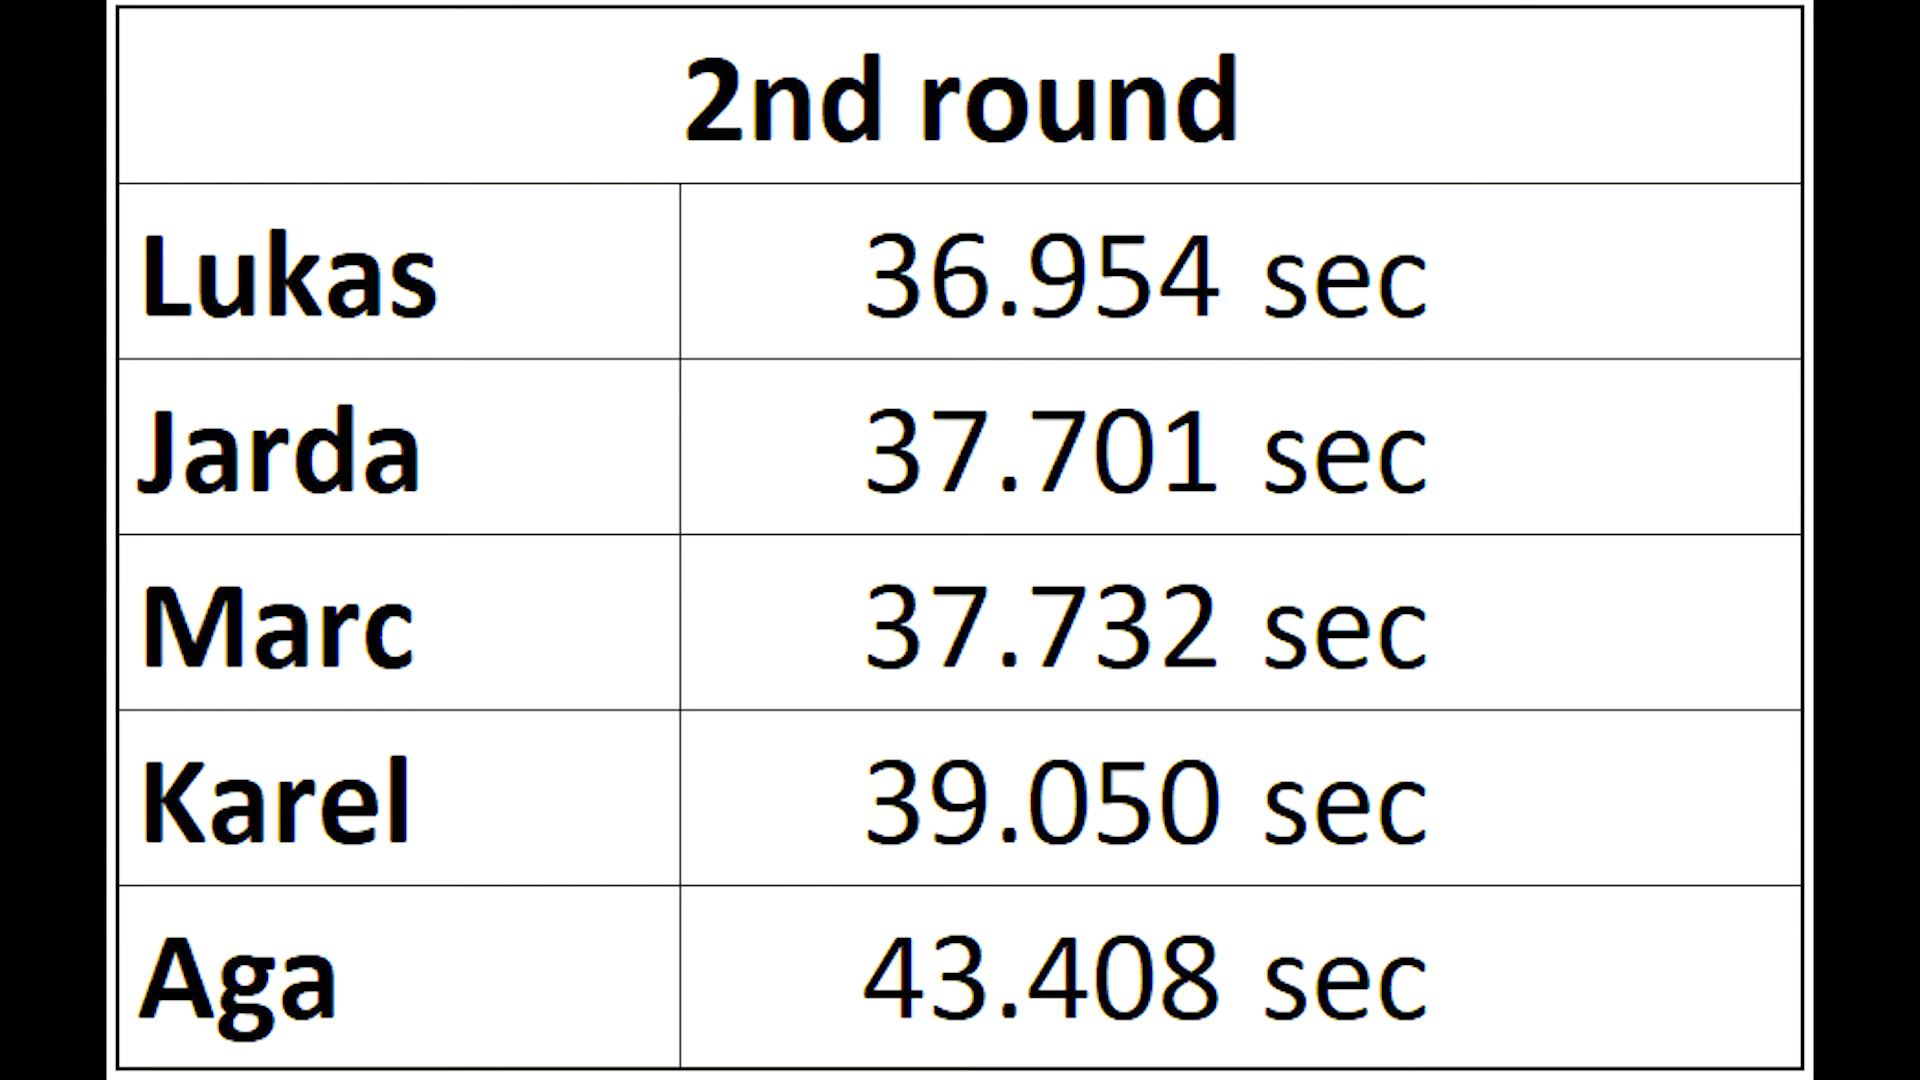 2nd round
Lukas 36.954 sec
Jarda 37.701 sec
Marc 37.732 sec
Karel 39.050 sec
Aga 43.408 sec